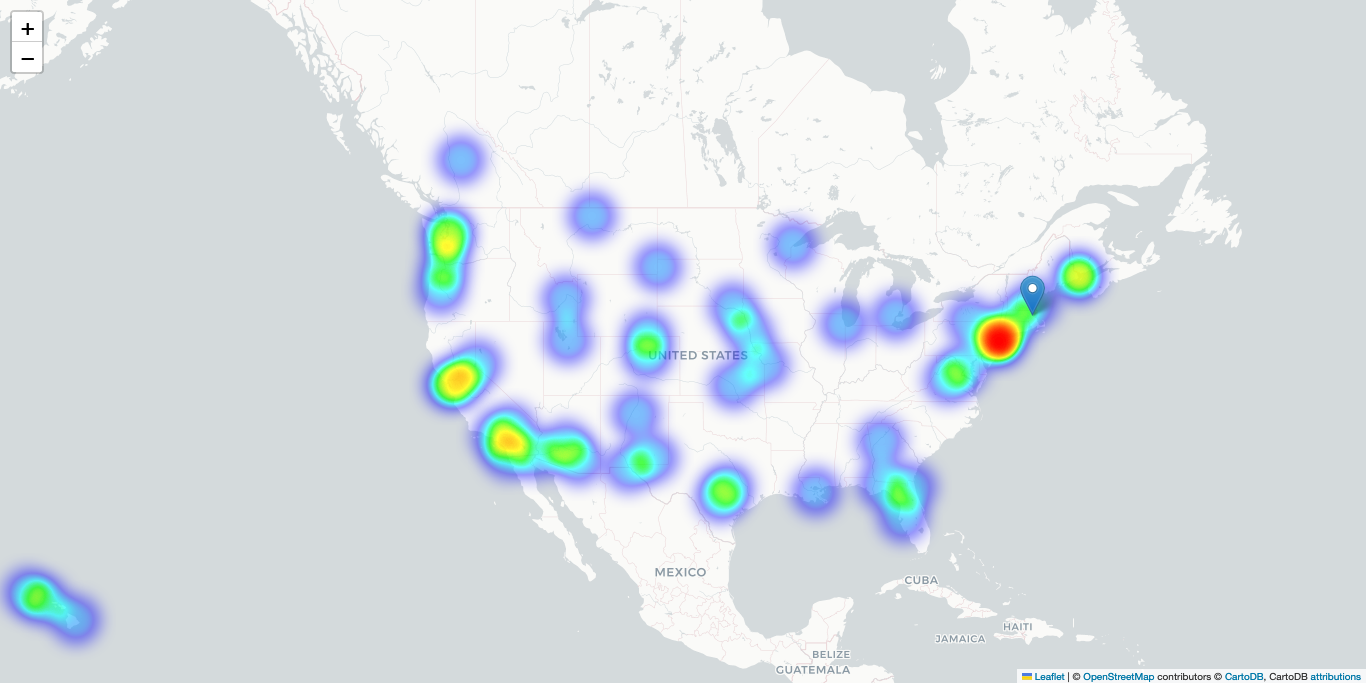 +
−
UNITED STATES
MEXICO
CUBA
HAITI
JAMAICA
BELIZE
GUATEMALA
Leaflet | © OpenStreetMap contributors © CartoDB, CartoDB attributions